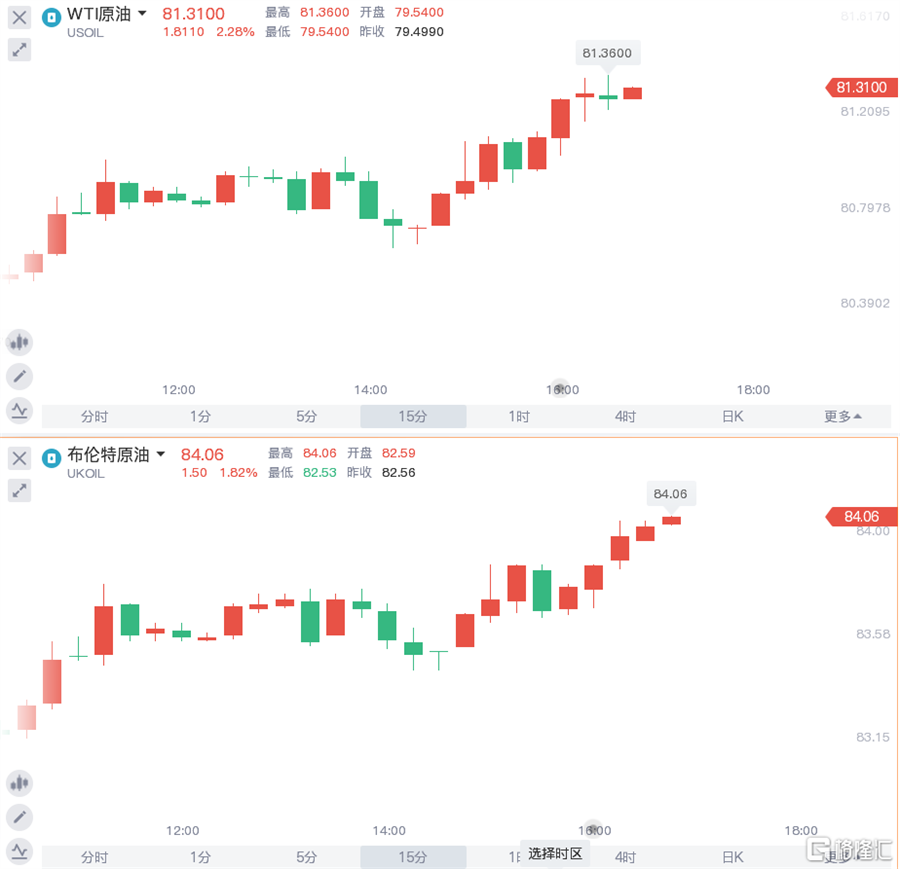 WTI原油 81.3100 最高 81.3600 开盘 79.5400
USOIL 1.8110 2.28% 最低 79.5400 昨收 79.4990
81.6170
81.3600
81.3100
81.2095
80.7978
80.3902
12:00 14:00 16:00 18:00
分时 1分 5分 15分 1时 4时 日K 更多
布伦特原油 84.06 最高 84.06 开盘 82.59
UKOIL 1.50 1.82% 最低 82.53 昨收 82.56
84.06
84.06
84.00
83.58
83.15
12:00 14:00 16:00 18:00
分时 1分 5分 15分 选择时区 4时 日K 更多
格隆汇